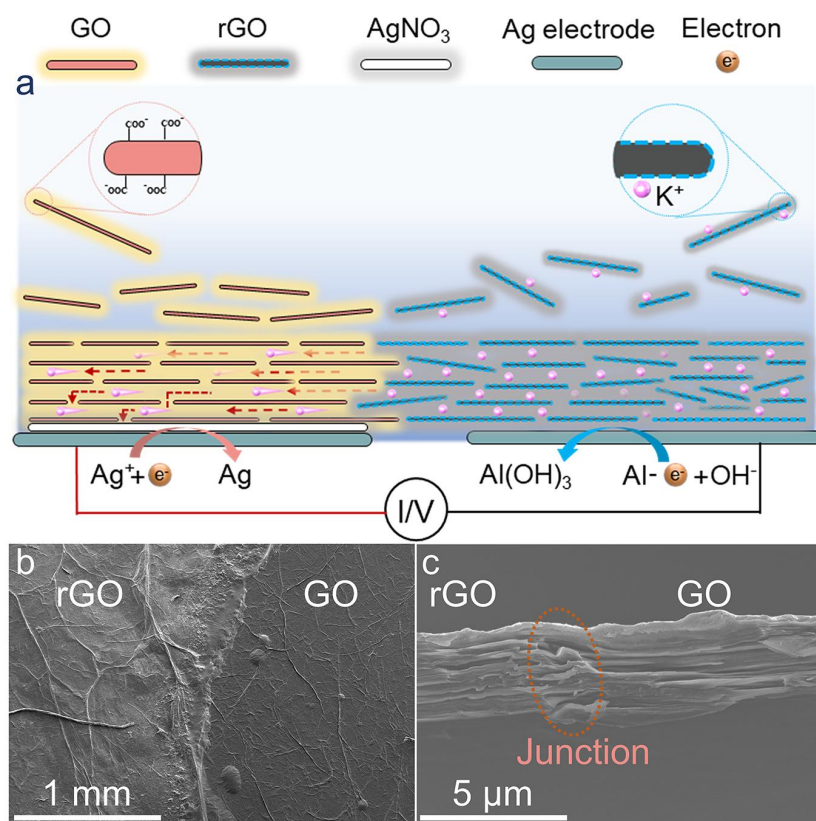 GO rGO AgNO₃ Ag electrode Electron
e⁻
a
coo⁻ coo⁻
⁻ooc ⁻ooc
K⁺
Ag⁺+ e⁻ Ag Al(OH)₃ Al- e⁻ +OH⁻
I/V
b rGO GO
1 mm
c rGO GO
Junction
5 μm